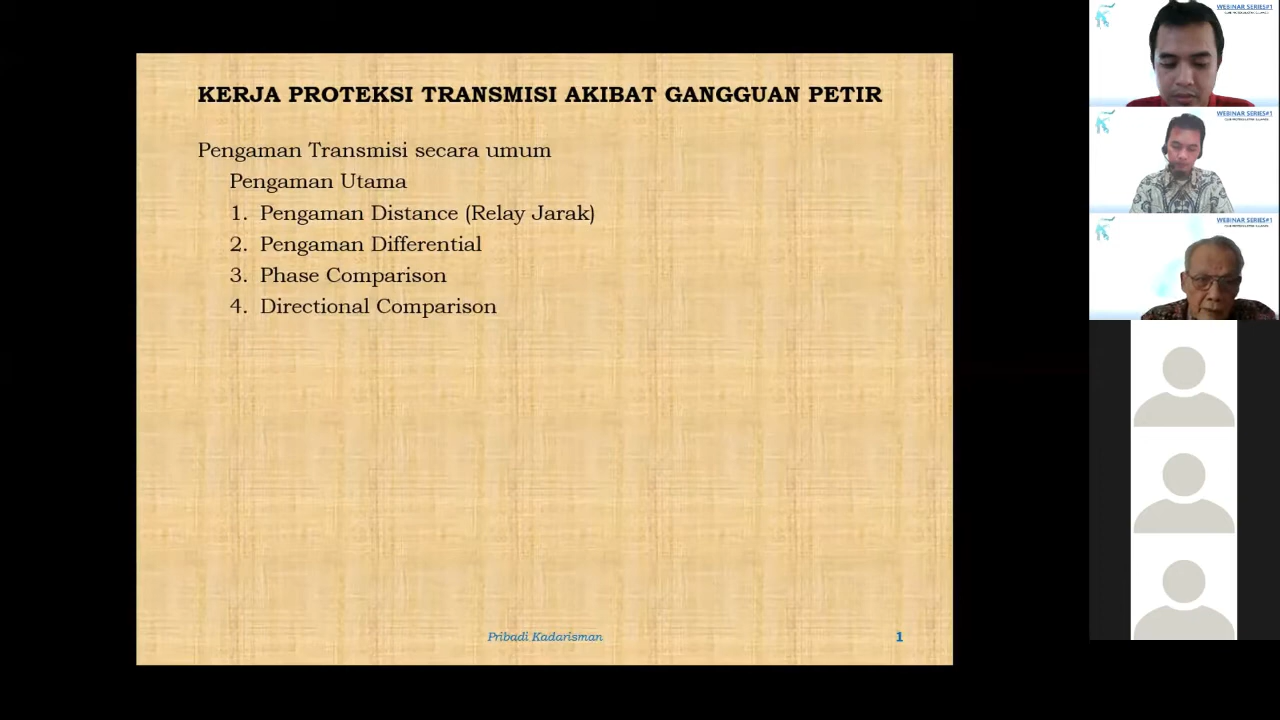 KERJA PROTEKSI TRANSMISI AKIBAT GANGGUAN PETIR
Pengaman Transmisi secara umum
Pengaman Utama
1. Pengaman Distance (Relay Jarak)
2. Pengaman Differential
3. Phase Comparison
4. Directional Comparison
Pribadi Kadarisman
1
WEBINAR SERIES#1
WEBINAR SERIES#1
WEBINAR SERIES#1